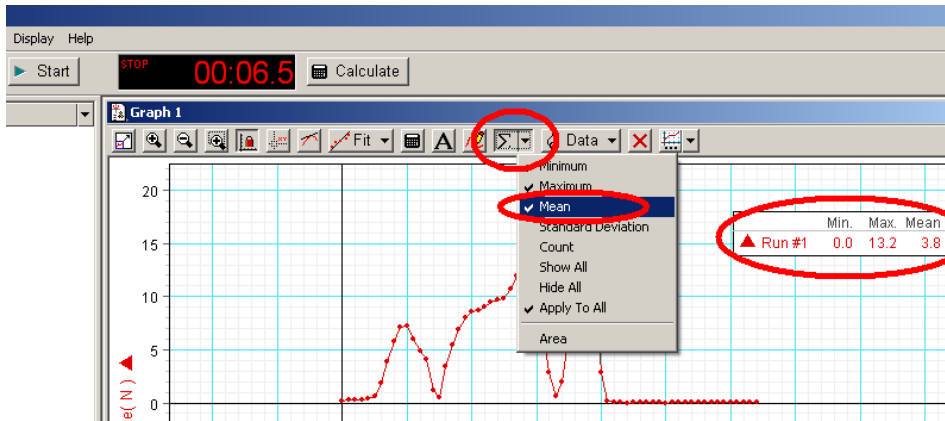 Display Help
Start
STOP
00:06.5
Calculate
Graph 1
Fit
A
Σ
Data
Minimum
Maximum
Mean
Standard Deviation
Count
Show All
Hide All
Apply To All
Area
Min. Max. Mean
Run #1 0.0 13.2 3.8
20
15
10
5
0
e( N )